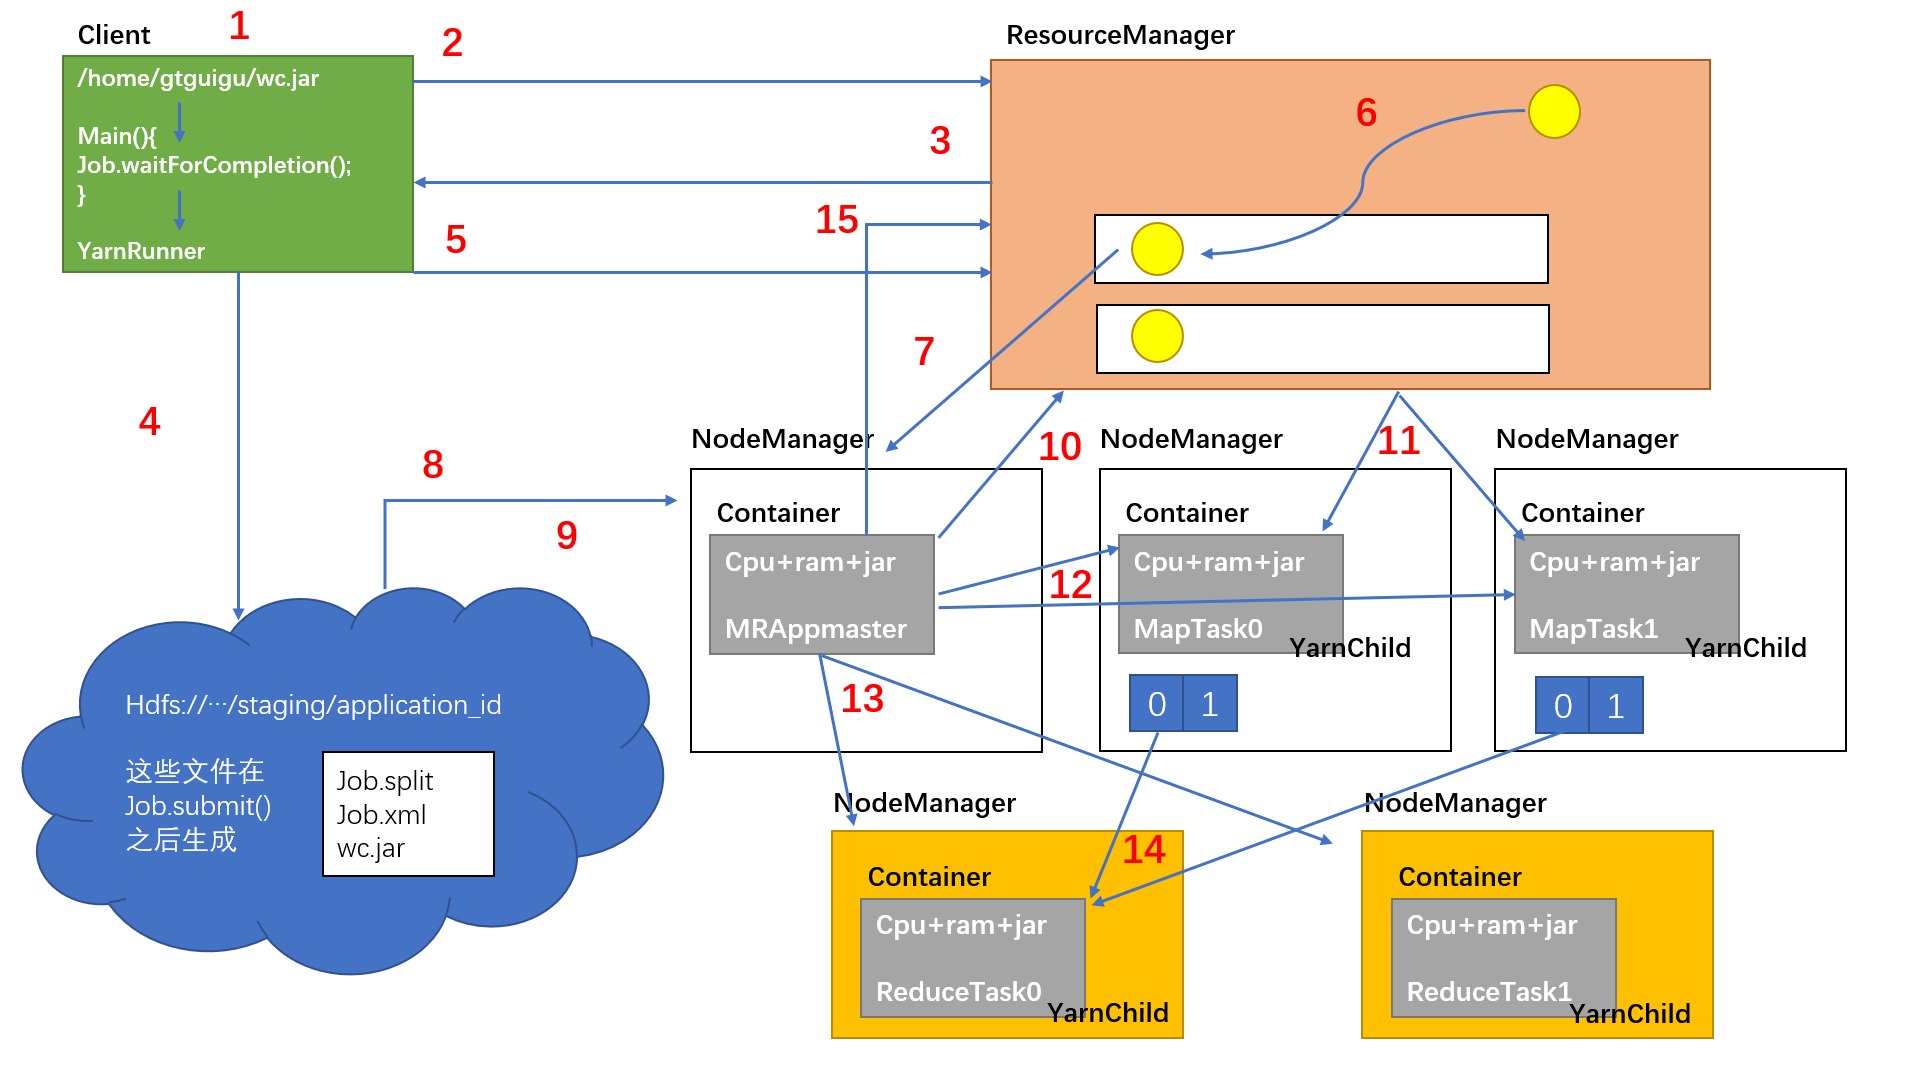 Client
1
/home/gtguigu/wc.jar
Main(){
Job.waitForCompletion();
}
YarnRunner
2
3
15
5
ResourceManager
6
4
7
8
9
10
11
NodeManager
Container
Cpu+ram+jar
MRAppmaster
12
NodeManager
Container
Cpu+ram+jar
MapTask0
YarnChild
0 1
NodeManager
Container
Cpu+ram+jar
MapTask1
YarnChild
0 1
Hdfs://···/staging/application_id
这些文件在
Job.submit()
之后生成
Job.split
Job.xml
wc.jar
13
14
NodeManager
Container
Cpu+ram+jar
ReduceTask0
YarnChild
NodeManager
Container
Cpu+ram+jar
ReduceTask1
YarnChild